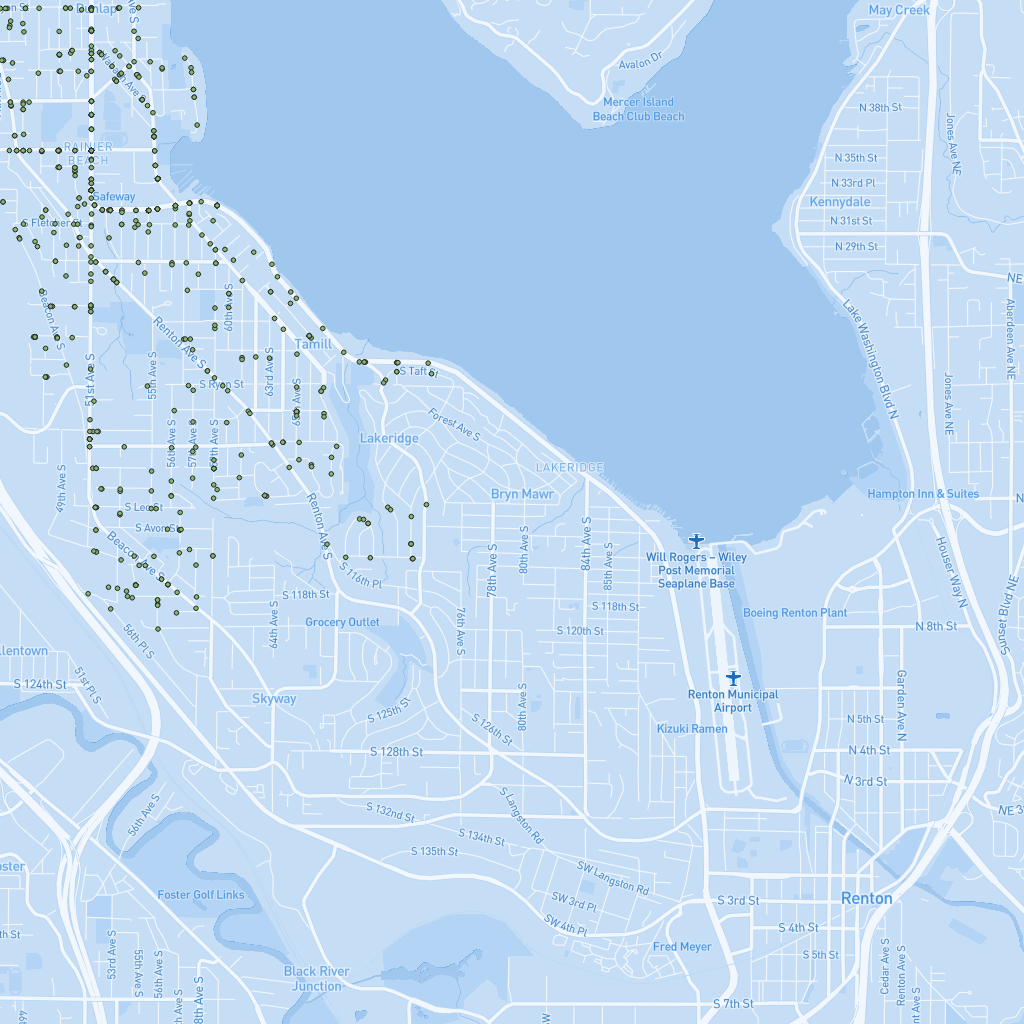 Dunlap
May Creek
Avalon Dr
Mercer Island
Beach Club Beach
N 38th St
Jones Ave NE
RAINIER
BEACH
N 35th St
N 33rd Pl
Safeway
Kennydale
S Fletcher St
N 31st St
N 29th St
NE
Beacon Ave S
60th Ave S
Lake Washington Blvd N
Aberdeen Ave NE
Renton Ave S
Tamill
63rd Ave S
51st Ave S
55th Ave S
S Taft St
S Ryan St
65th Ave S
Jones Ave NE
Forest Ave S
Lakeridge
56th Ave S
57th Ave S
LAKERIDGE
49th Ave S
Bryn Mawr
Hampton Inn & Suites
N
S Leo St
S Avon St
Renton Ave S
80th Ave S
84th Ave S
85th Ave S
Beacon Ave S
Will Rogers – Wiley
Post Memorial
Seaplane Base
78th Ave S
S 116th Pl
Houser Way N
S 118th St
S 118th St
64th Ave S
76th Ave S
Boeing Renton Plant
Sunset Blvd NE
Grocery Outlet
S 120th St
N 8th St
56th Pl S
S 124th St
51st Pl S
Skyway
Renton Municipal
Airport
Garden Ave N
80th Ave S
S 125th St
S 126th St
Kizuki Ramen
N 5th St
S 128th St
N 4th St
N 3rd St
56th Ave S
S 132nd St
S Langston Rd
S 134th St
S 135th St
SW Langston Rd
Foster Golf Links
SW 3rd Pl
S 3rd St
Renton
SW 4th Pl
S 4th St
Fred Meyer
S 5th St
53rd Ave S
55th Ave S
56th Ave S
Cedar Ave S
Renton Ave S
Black River
Junction
S 7th St